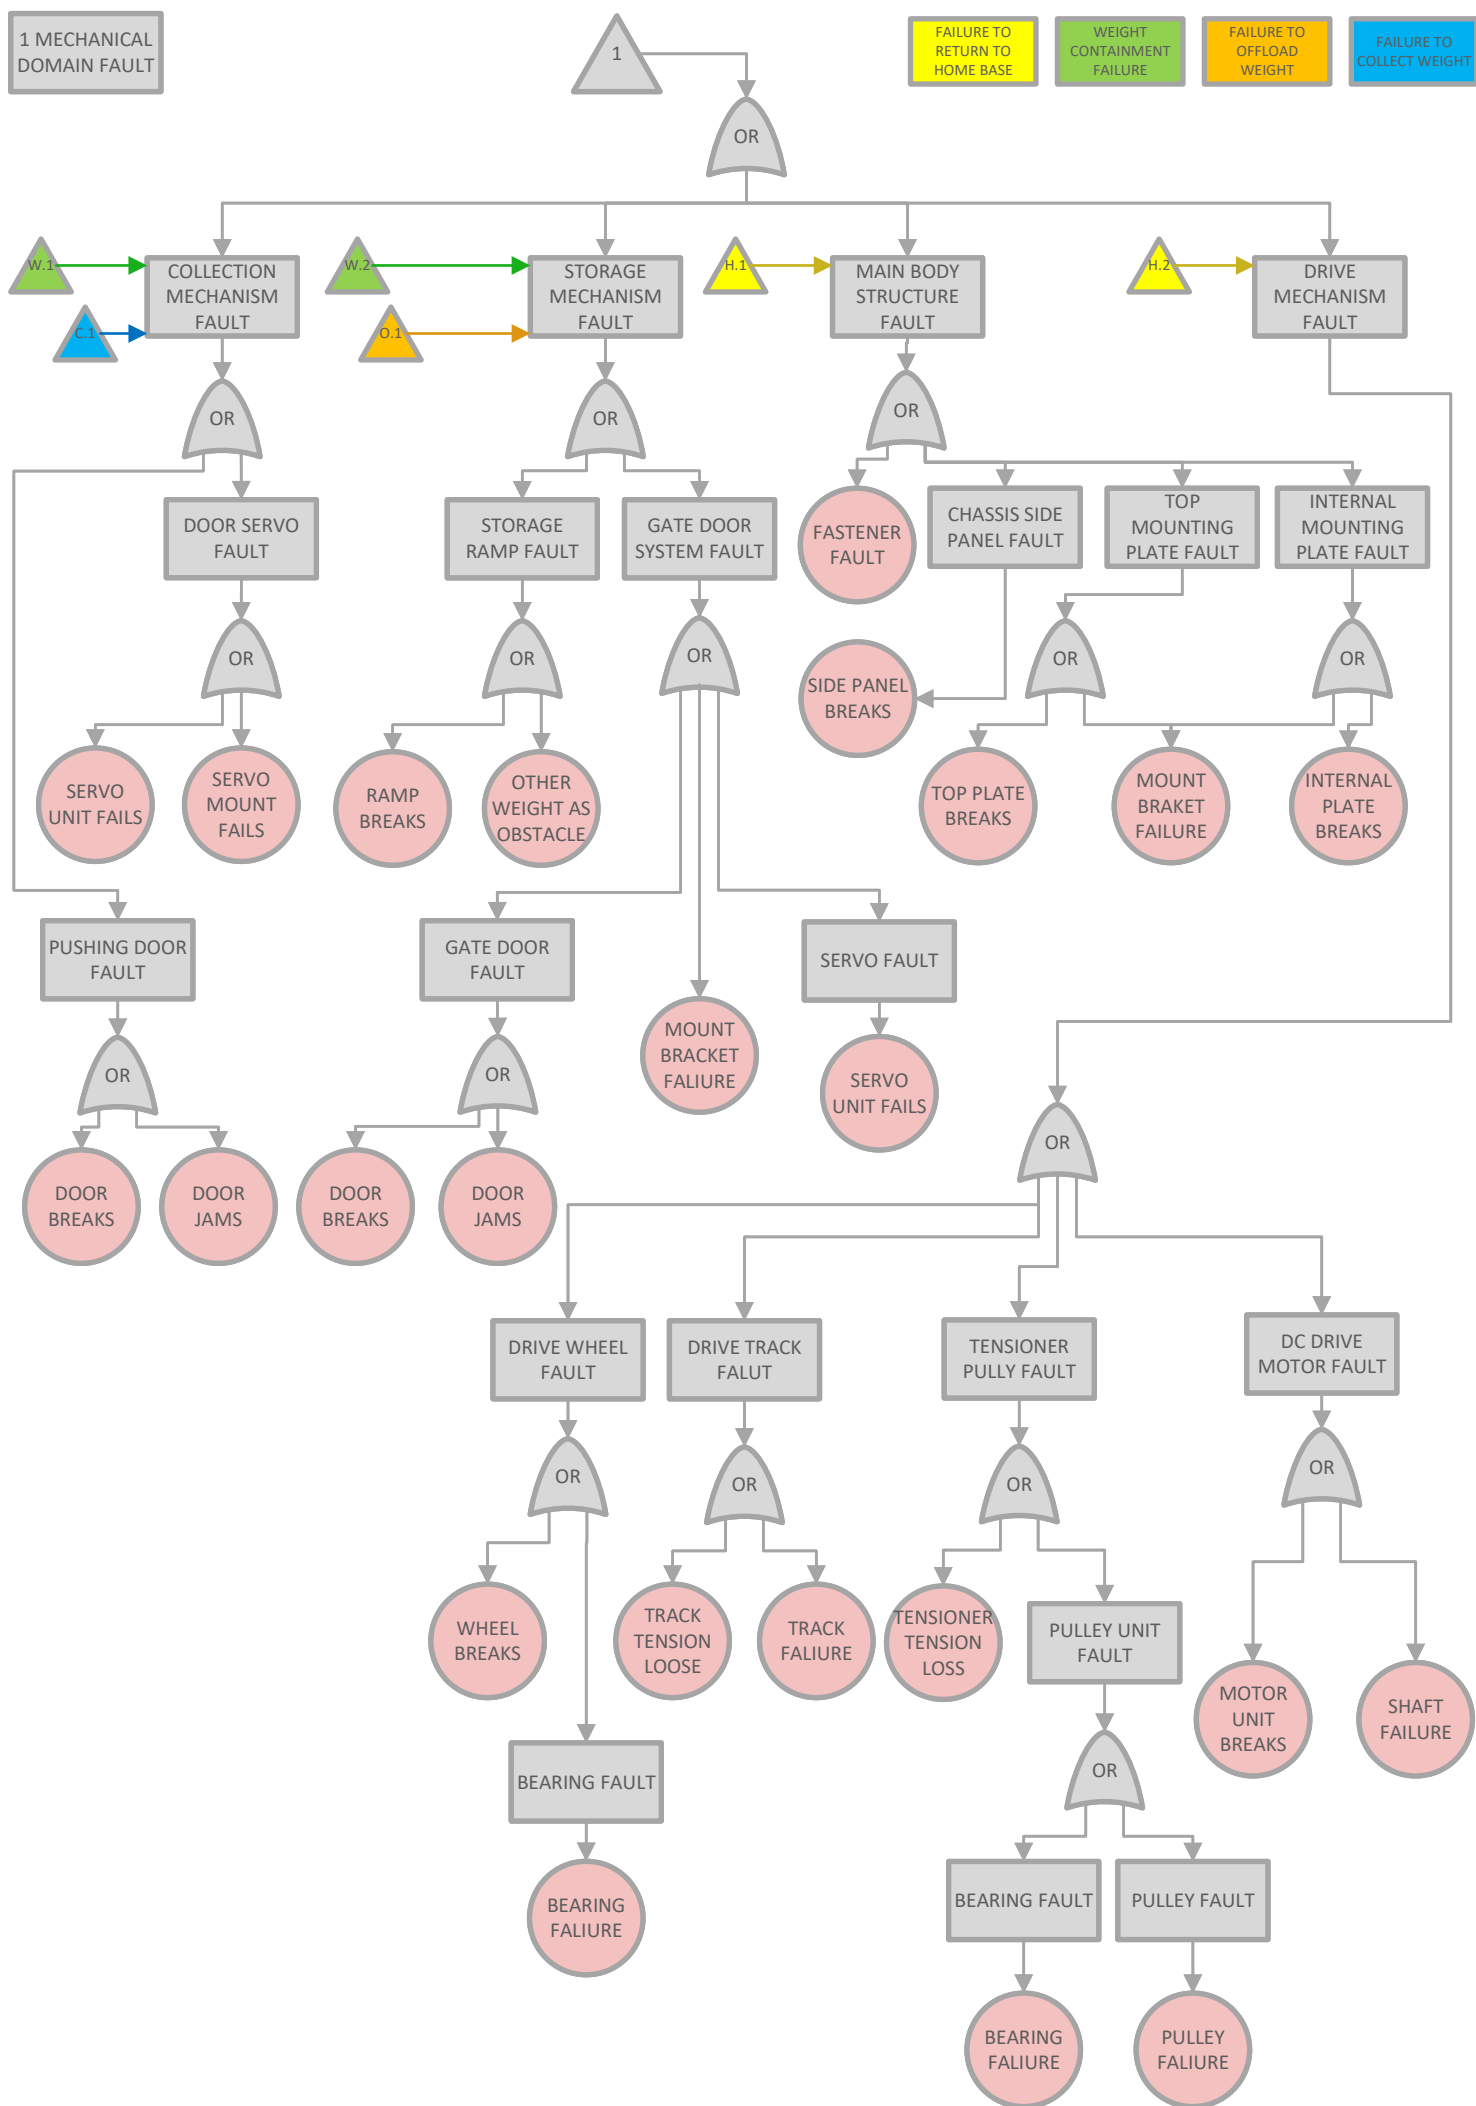 1 MECHANICAL
DOMAIN FAULT
1
FAILURE TO
RETURN TO
HOME BASE
WEIGHT
CONTAINMENT
FAILURE
FAILURE TO
OFFLOAD
WEIGHT
FAILURE TO
COLLECT WEIGHT
OR
W.1
C.1
COLLECTION
MECHANISM
FAULT
W.2
O.1
STORAGE
MECHANISM
FAULT
H.1
MAIN BODY
STRUCTURE
FAULT
H.2
DRIVE
MECHANISM
FAULT
OR
OR
OR
DOOR SERVO
FAULT
STORAGE
RAMP FAULT
GATE DOOR
SYSTEM FAULT
FASTENER
FAULT
CHASSIS SIDE
PANEL FAULT
TOP
MOUNTING
PLATE FAULT
INTERNAL
MOUNTING
PLATE FAULT
OR
OR
OR
OR
OR
SIDE PANEL
BREAKS
SERVO
UNIT FAILS
SERVO
MOUNT
FAILS
RAMP
BREAKS
OTHER
WEIGHT AS
OBSTACLE
TOP PLATE
BREAKS
MOUNT
BRAKET
FAILURE
INTERNAL
PLATE
BREAKS
PUSHING DOOR
FAULT
GATE DOOR
FAULT
SERVO FAULT
MOUNT
BRACKET
FALIURE
SERVO
UNIT FAILS
OR
OR
OR
DOOR
BREAKS
DOOR
JAMS
DOOR
BREAKS
DOOR
JAMS
DRIVE WHEEL
FAULT
DRIVE TRACK
FALUT
TENSIONER
PULLY FAULT
DC DRIVE
MOTOR FAULT
OR
OR
OR
OR
WHEEL
BREAKS
TRACK
TENSION
LOOSE
TRACK
FALIURE
TENSIONER
TENSION
LOSS
PULLEY UNIT
FAULT
MOTOR
UNIT
BREAKS
SHAFT
FAILURE
BEARING FAULT
OR
BEARING
FALIURE
BEARING FAULT
PULLEY FAULT
BEARING
FALIURE
PULLEY
FALIURE